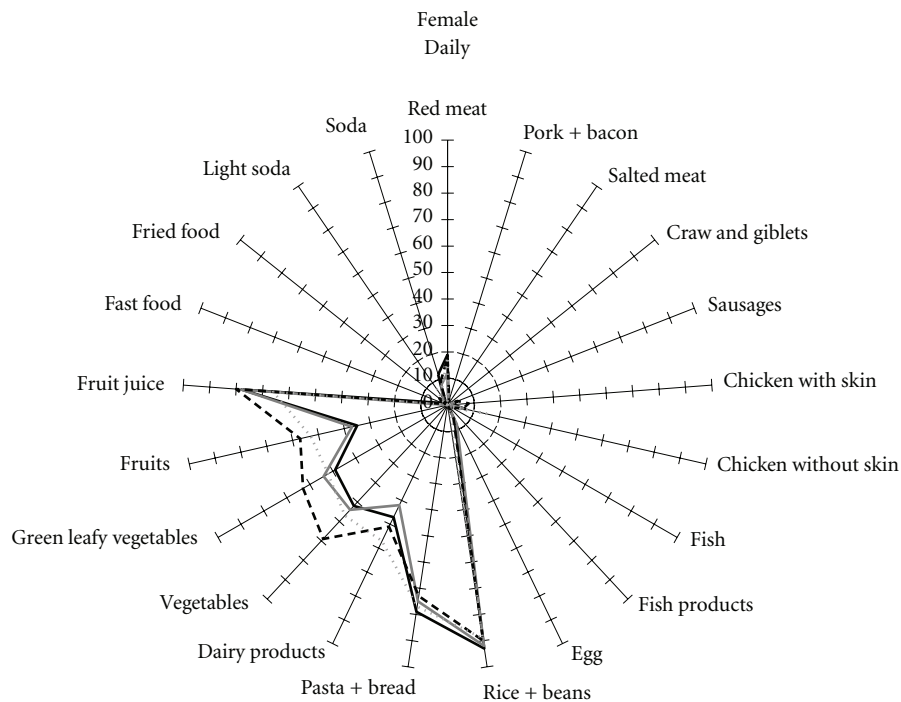 Female
Daily
Red meat
Pork + bacon
Salted meat
Craw and giblets
Sausages
Chicken with skin
Chicken without skin
Fish
Fish products
Egg
Rice + beans
Pasta + bread
Dairy products
Vegetables
Green leafy vegetables
Fruits
Fruit juice
Fast food
Fried food
Light soda
Soda
100
90
80
70
60
50
40
30
20
10
0